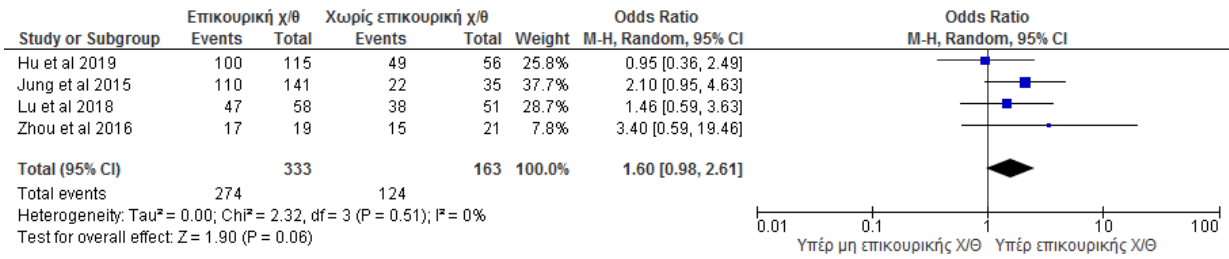 Επικουρική χ/θ Χωρίς επικουρική χ/θ Odds Ratio Odds Ratio
Study or Subgroup Events Total Events Total Weight M-H, Random, 95% CI M-H, Random, 95% CI
Hu et al 2019 100 115 49 56 25.8% 0.95 [0.36, 2.49]
Jung et al 2015 110 141 22 35 37.7% 2.10 [0.95, 4.63]
Lu et al 2018 47 58 38 51 28.7% 1.46 [0.59, 3.63]
Zhou et al 2016 17 19 15 21 7.8% 3.40 [0.59, 19.46]
Total (95% CI) 333 163 100.0% 1.60 [0.98, 2.61]
Total events 274 124
Heterogeneity: Tau² = 0.00; Chi² = 2.32, df = 3 (P = 0.51); I² = 0%
Test for overall effect: Z = 1.90 (P = 0.06)
0.01 0.1 1 10 100
Υπέρ μη επικουρικής Χ/Θ Υπέρ επικουρικής Χ/Θ